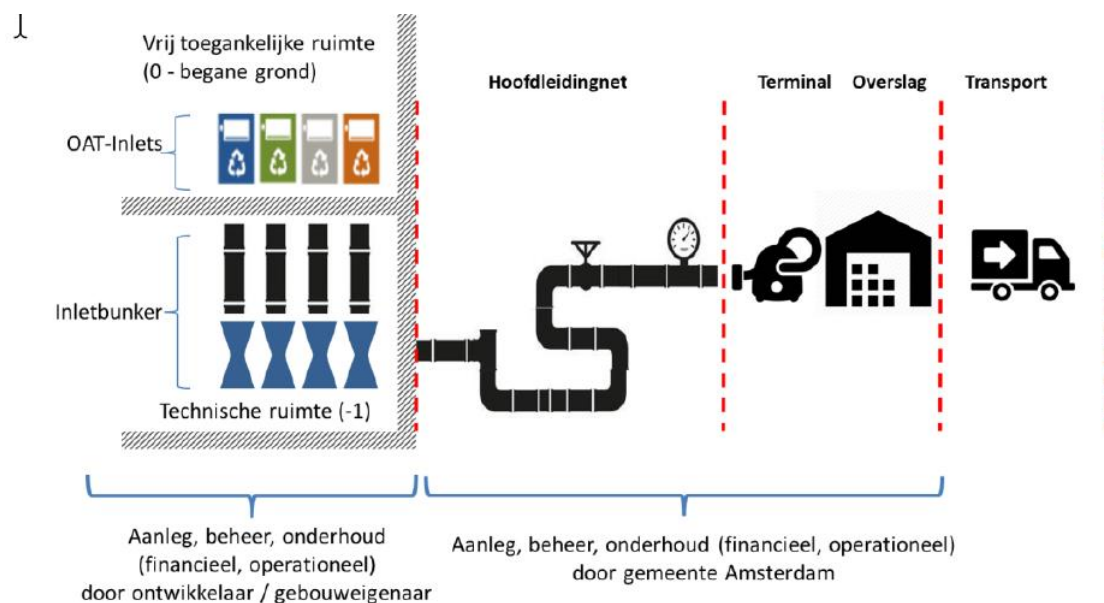 Vrij toegankelijke ruimte
(0 - begane grond)
Hoofdleidingnet
Terminal
Overslag
Transport
OAT-Inlets
Inletbunker
Technische ruimte (-1)
Aanleg, beheer, onderhoud
(financieel, operationeel)
door ontwikkelaar / gebouweigenaar
Aanleg, beheer, onderhoud (financieel, operationeel)
door gemeente Amsterdam